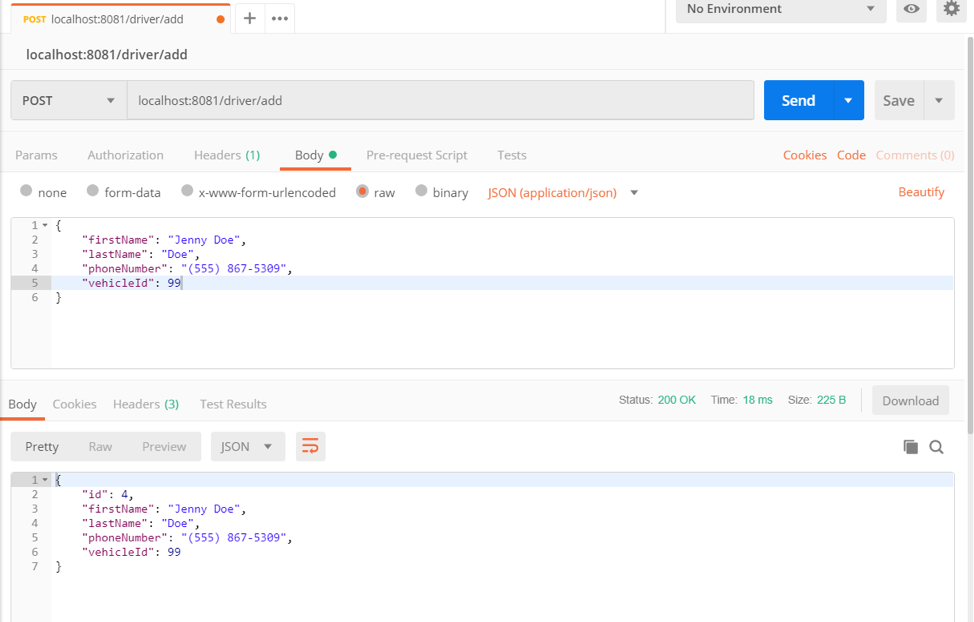 POST localhost:8081/driver/add
No Environment
localhost:8081/driver/add
POST localhost:8081/driver/add Send Save
Params Authorization Headers (1) Body Pre-request Script Tests Cookies Code Comments (0)
none form-data x-www-form-urlencoded raw binary JSON (application/json) Beautify
1 {
2 "firstName": "Jenny Doe",
3 "lastName": "Doe",
4 "phoneNumber": "(555) 867-5309",
5 "vehicleId": 99
6 }
Body Cookies Headers (3) Test Results Status: 200 OK Time: 18 ms Size: 225 B Download
Pretty Raw Preview JSON
1 {
2 "id": 4,
3 "firstName": "Jenny Doe",
4 "lastName": "Doe",
5 "phoneNumber": "(555) 867-5309",
6 "vehicleId": 99
7 }